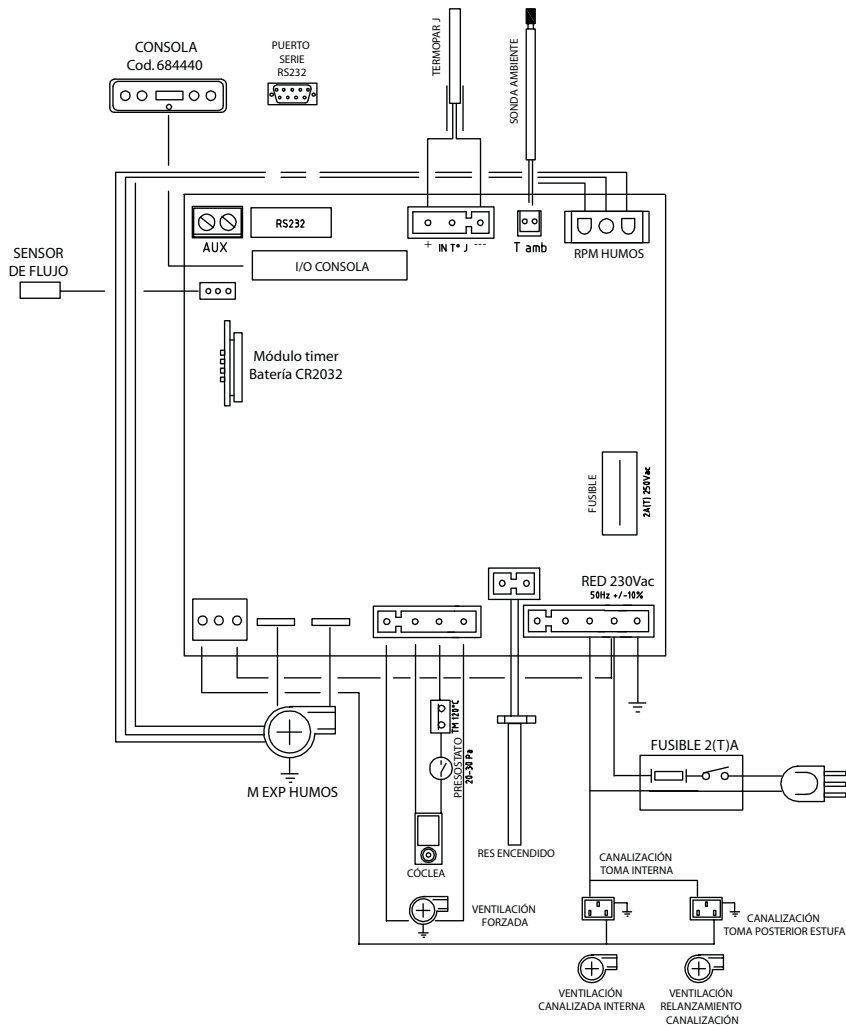 CONSOLA
Cod. 684440
PUERTO
SERIE
RS232
TERMOPAR J
SONDA AMBIENTE
AUX
RS232
+ IN T° J ---
T amb
RPM HUMOS
I/O CONSOLA
SENSOR
DE FLUJO
Módulo timer
Batería CR2032
FUSIBLE
2A(T) 250Vac
RED 230Vac
50Hz +/-10%
TM 120°C
PRESOSTATO
20-30 Pa
M EXP HUMOS
FUSIBLE 2(T)A
CÓCLEA
RES ENCENDIDO
CANALIZACIÓN
TOMA INTERNA
VENTILACIÓN
FORZADA
CANALIZACIÓN
TOMA POSTERIOR ESTUFA
VENTILACIÓN
CANALIZADA INTERNA
VENTILACIÓN
RELANZAMIENTO
CANALIZACIÓN